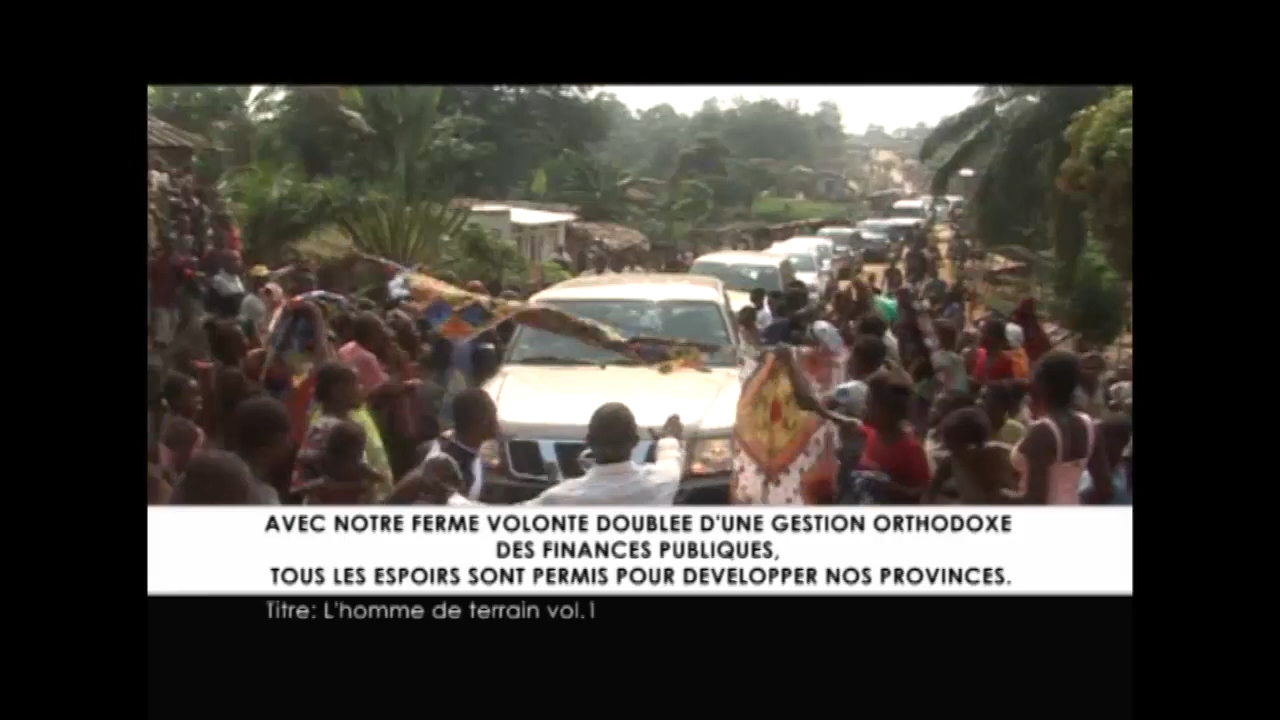 AVEC NOTRE FERME VOLONTE DOUBLEE D'UNE GESTION ORTHODOXE
DES FINANCES PUBLIQUES,
TOUS LES ESPOIRS SONT PERMIS POUR DEVELOPPER NOS PROVINCES.
Titre: L'homme de terrain vol.1